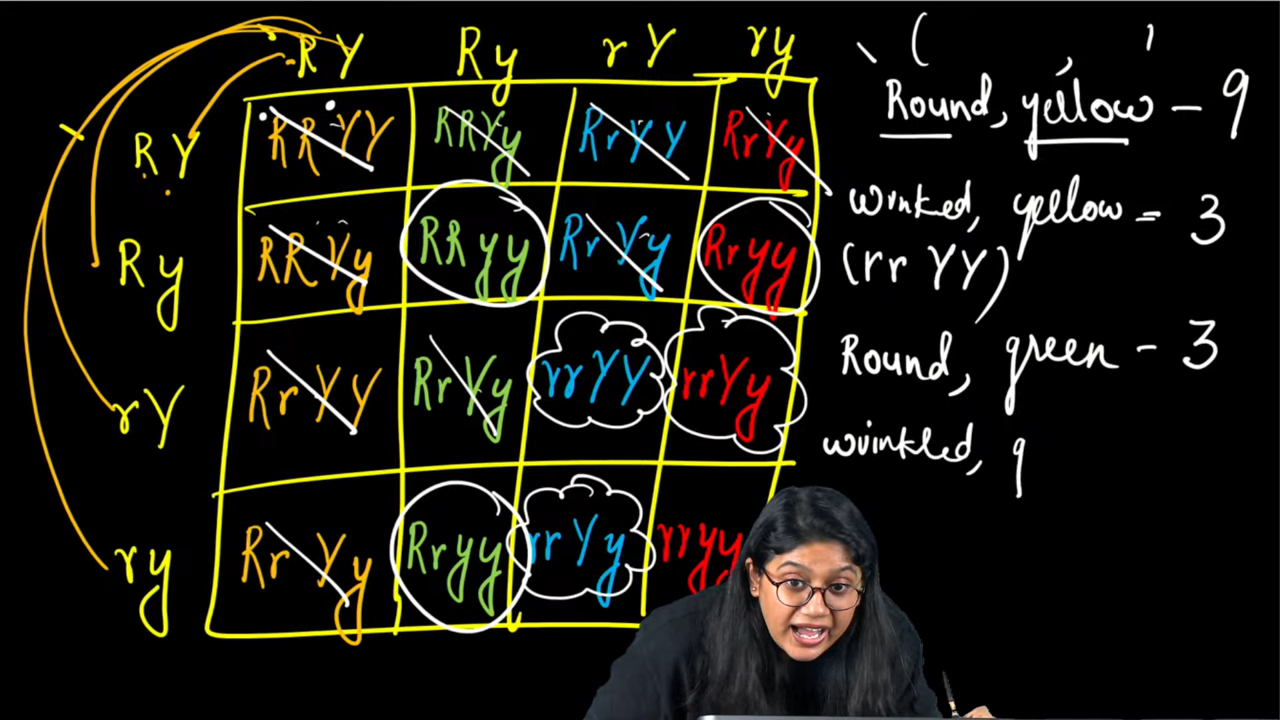 RY Ry rY ry
RY RRYY RRYy RrYY RrYy
Ry RRYy RRyy RrYy Rryy
rY RrYY RrYy rrYY rrYy
ry RrYy Rryy rrYy rryy
Round, yellow - 9
winked, yellow = 3
(rr YY)
Round, green - 3
wrinkled, g